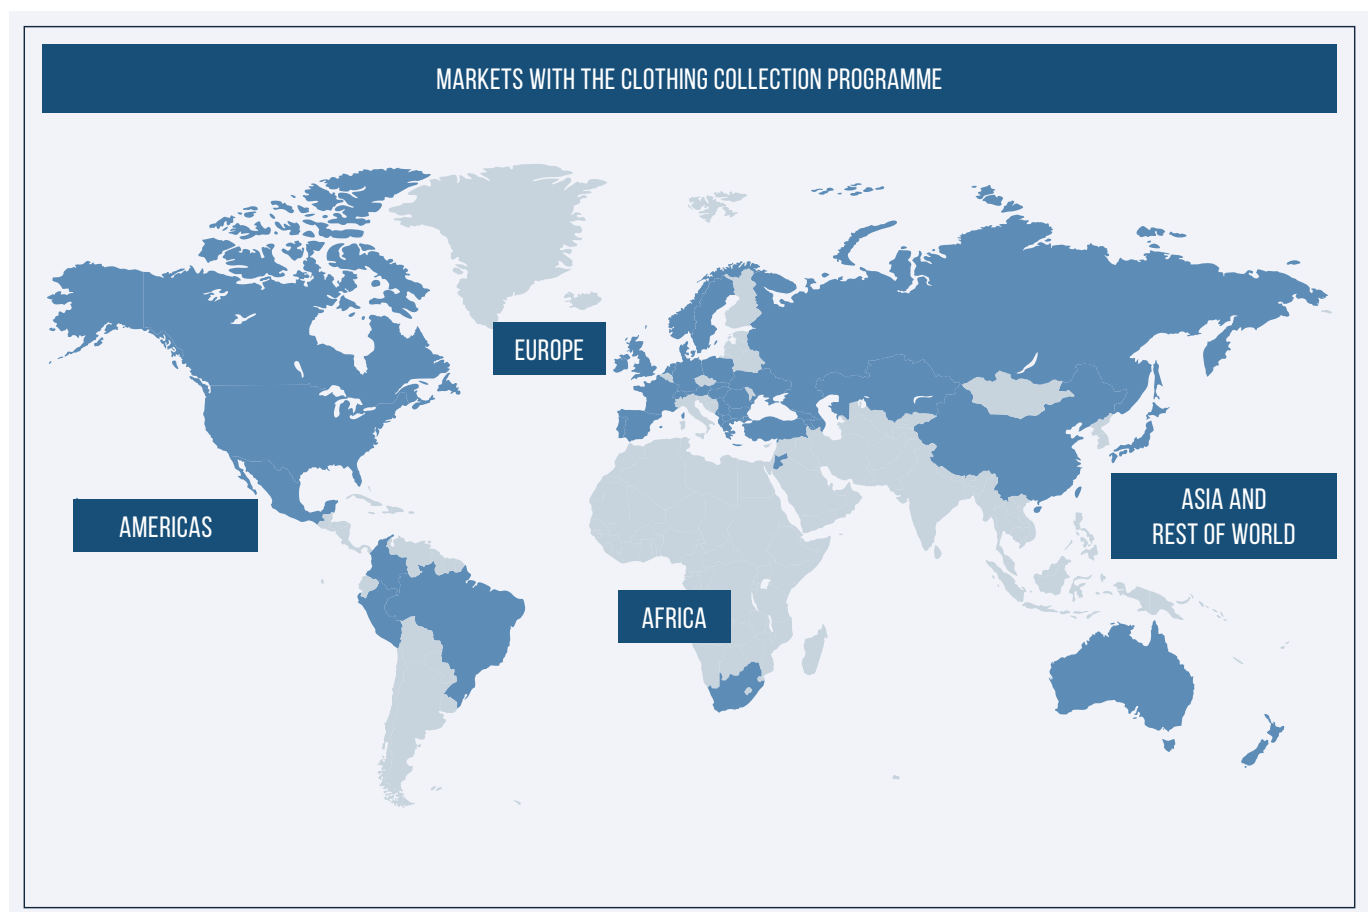 MARKETS WITH THE CLOTHING COLLECTION PROGRAMME
EUROPE
AMERICAS
ASIA AND
REST OF WORLD
AFRICA